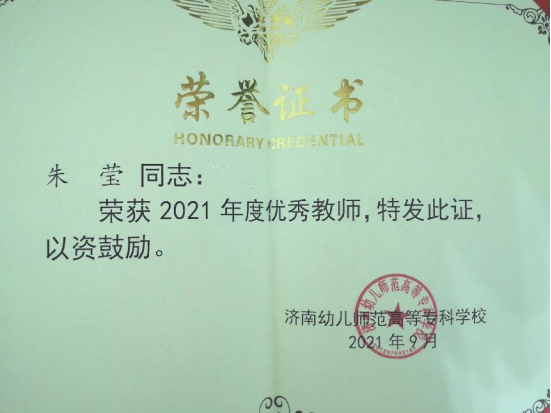 荣誉证书
HONORARY CREDENTIAL
朱 莹 同志：
荣获 2021 年度优秀教师，特发此证，
以资鼓励。
济南幼儿师范高等专科学校
2021 年 9 月